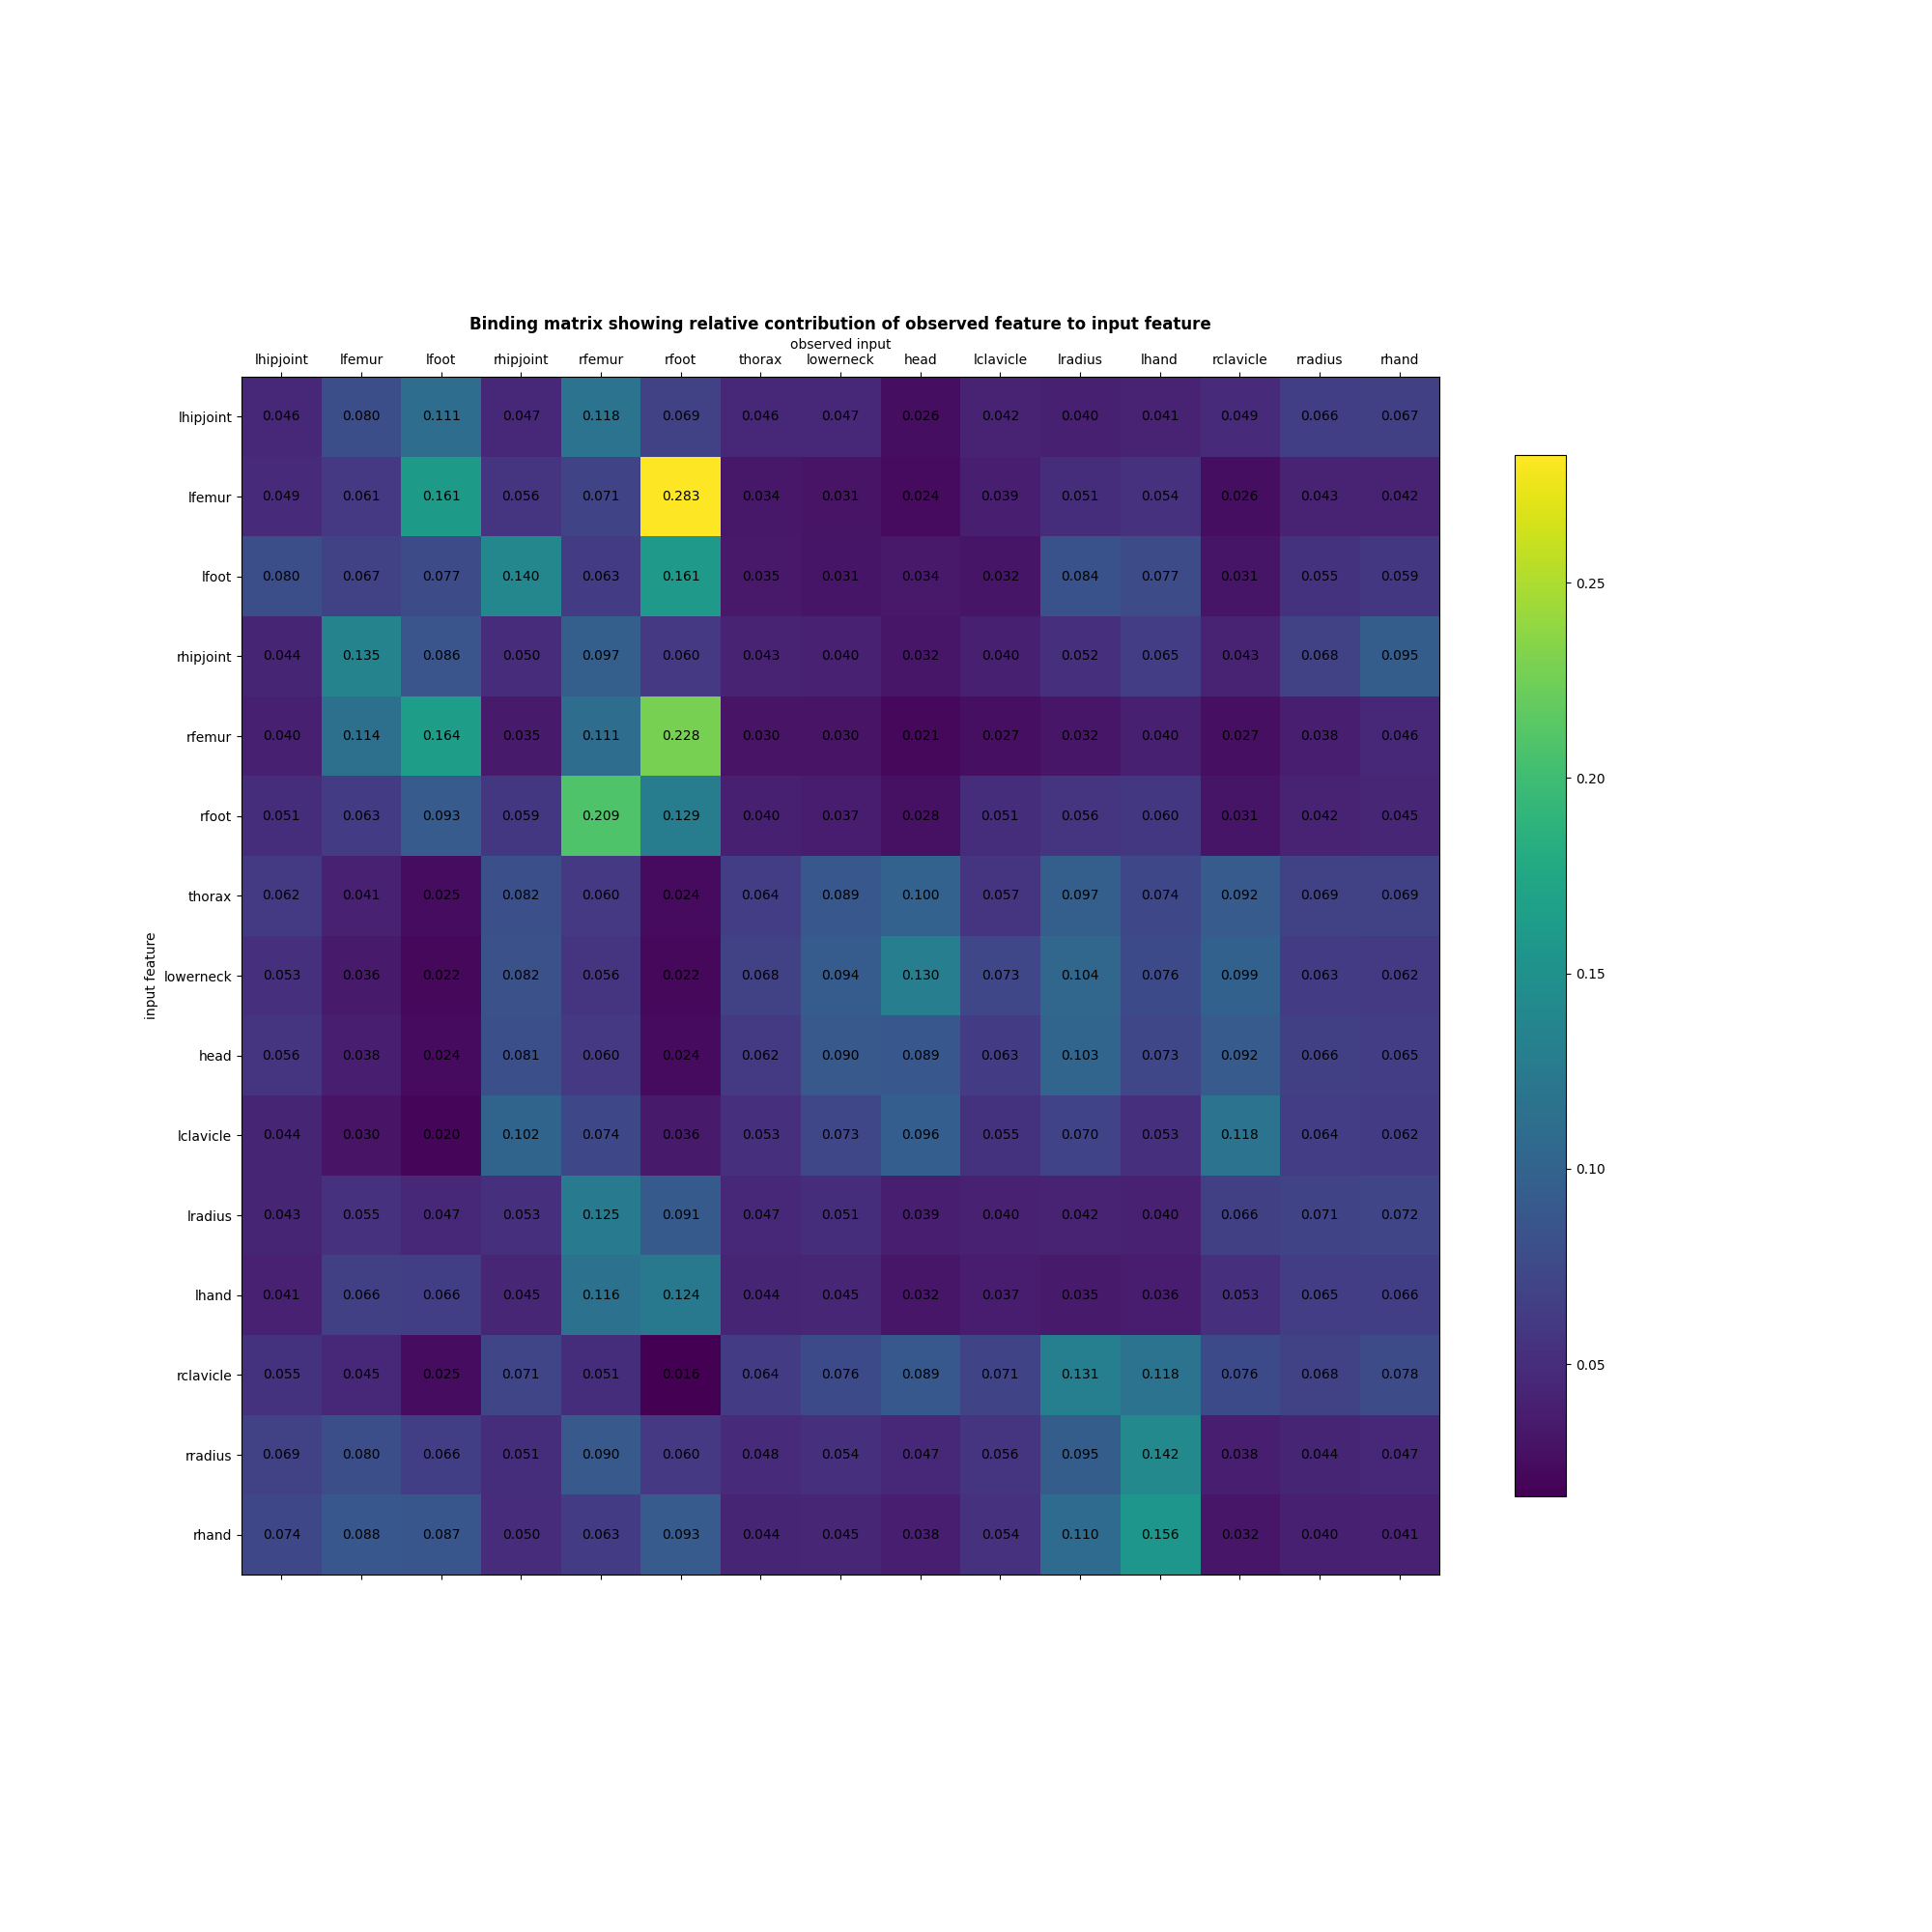 Binding matrix showing relative contribution of observed feature to input feature
observed input
lhipjoint lfemur lfoot rhipjoint rfemur rfoot thorax lowerneck head lclavicle lradius lhand rclavicle rradius rhand
lhipjoint 0.046 0.080 0.111 0.047 0.118 0.069 0.046 0.047 0.026 0.042 0.040 0.041 0.049 0.066 0.067
lfemur 0.049 0.061 0.161 0.056 0.071 0.283 0.034 0.031 0.024 0.039 0.051 0.054 0.026 0.043 0.042
lfoot 0.080 0.067 0.077 0.140 0.063 0.161 0.035 0.031 0.034 0.032 0.084 0.077 0.031 0.055 0.059
0.25
rhipjoint 0.044 0.135 0.086 0.050 0.097 0.060 0.043 0.040 0.032 0.040 0.052 0.065 0.043 0.068 0.095
rfemur 0.040 0.114 0.164 0.035 0.111 0.228 0.030 0.030 0.021 0.027 0.032 0.040 0.027 0.038 0.046
0.20
rfoot 0.051 0.063 0.093 0.059 0.209 0.129 0.040 0.037 0.028 0.051 0.056 0.060 0.031 0.042 0.045
thorax 0.062 0.041 0.025 0.082 0.060 0.024 0.064 0.089 0.100 0.057 0.097 0.074 0.092 0.069 0.069
input feature
lowerneck 0.053 0.036 0.022 0.082 0.056 0.022 0.068 0.094 0.130 0.073 0.104 0.076 0.099 0.063 0.062
0.15
head 0.056 0.038 0.024 0.081 0.060 0.024 0.062 0.090 0.089 0.063 0.103 0.073 0.092 0.066 0.065
lclavicle 0.044 0.030 0.020 0.102 0.074 0.036 0.053 0.073 0.096 0.055 0.070 0.053 0.118 0.064 0.062
0.10
lradius 0.043 0.055 0.047 0.053 0.125 0.091 0.047 0.051 0.039 0.040 0.042 0.040 0.066 0.071 0.072
lhand 0.041 0.066 0.066 0.045 0.116 0.124 0.044 0.045 0.032 0.037 0.035 0.036 0.053 0.065 0.066
0.05
rclavicle 0.055 0.045 0.025 0.071 0.051 0.016 0.064 0.076 0.089 0.071 0.131 0.118 0.076 0.068 0.078
rradius 0.069 0.080 0.066 0.051 0.090 0.060 0.048 0.054 0.047 0.056 0.095 0.142 0.038 0.044 0.047
rhand 0.074 0.088 0.087 0.050 0.063 0.093 0.044 0.045 0.038 0.054 0.110 0.156 0.032 0.040 0.041